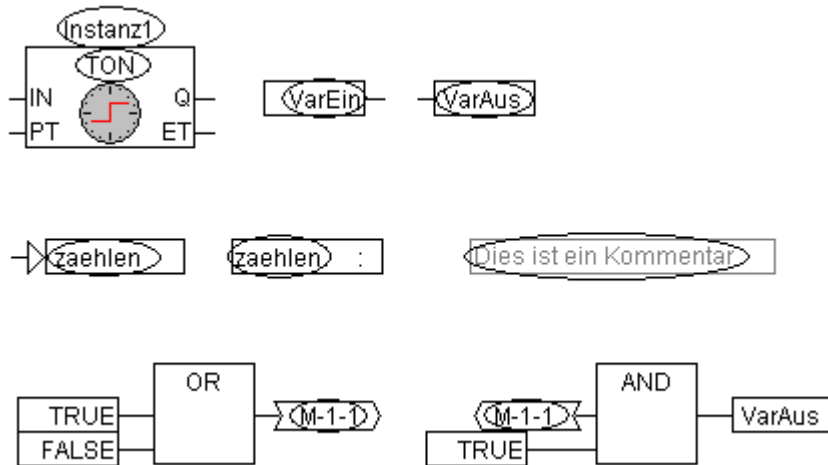 Instanz1
TON
IN Q
PT ET
VarEin
VarAus
zaehlen
zaehlen :
Dies ist ein Kommentar
OR
TRUE
FALSE
M-1-1
M-1-1
AND
TRUE
VarAus